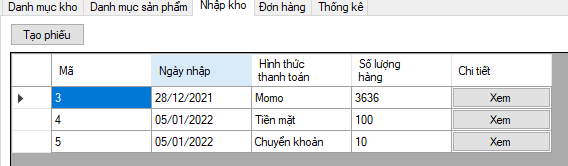 Danh mục kho Danh mục sản phẩm Nhập kho Đơn hàng Thống kê
Tạo phiếu
Mã Ngày nhập Hình thức thanh toán Số lượng hàng Chi tiết
3 28/12/2021 Momo 3636 Xem
4 05/01/2022 Tiền mặt 100 Xem
5 05/01/2022 Chuyển khoản 10 Xem